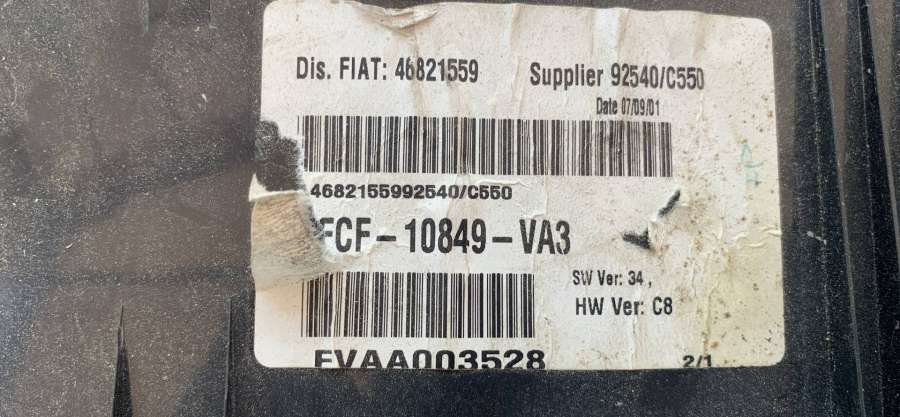 Dis. FIAT: 46821559
Supplier 92540/C550
Date 07/09/01
4682155992540/C550
FCF-10849-VA3
SW Ver: 34 ,
HW Ver: C8
FVAA003528
2/1